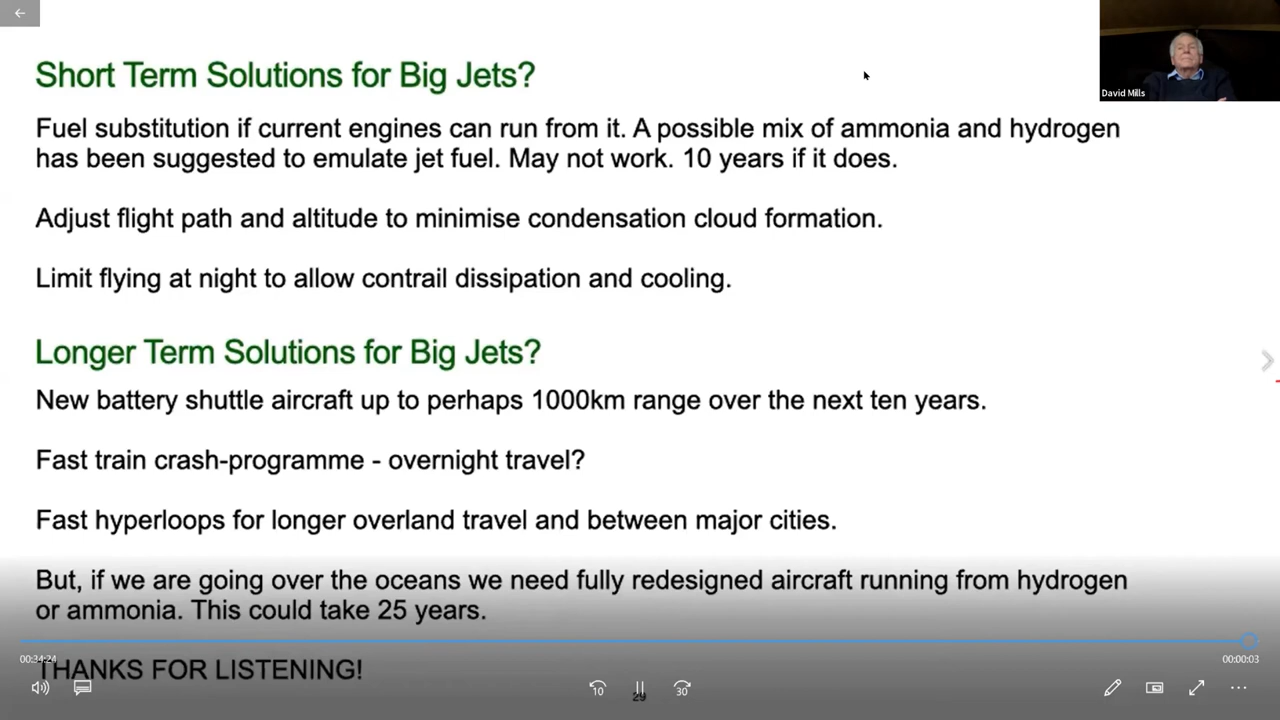 Short Term Solutions for Big Jets?
David Mills
Fuel substitution if current engines can run from it. A possible mix of ammonia and hydrogen
has been suggested to emulate jet fuel. May not work. 10 years if it does.
Adjust flight path and altitude to minimise condensation cloud formation.
Limit flying at night to allow contrail dissipation and cooling.
Longer Term Solutions for Big Jets?
New battery shuttle aircraft up to perhaps 1000km range over the next ten years.
Fast train crash-programme - overnight travel?
Fast hyperloops for longer overland travel and between major cities.
But, if we are going over the oceans we need fully redesigned aircraft running from hydrogen
or ammonia. This could take 25 years.
00:34:24
00:00:03
THANKS FOR LISTENING!
10
30
29